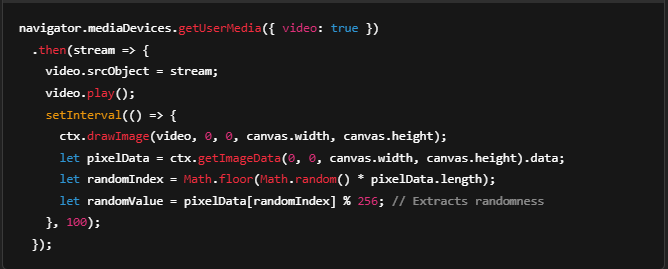 navigator.mediaDevices.getUserMedia({ video: true })
  .then(stream => {
    video.srcObject = stream;
    video.play();
    setInterval(() => {
      ctx.drawImage(video, 0, 0, canvas.width, canvas.height);
      let pixelData = ctx.getImageData(0, 0, canvas.width, canvas.height).data;
      let randomIndex = Math.floor(Math.random() * pixelData.length);
      let randomValue = pixelData[randomIndex] % 256; // Extracts randomness
    }, 100);
  });